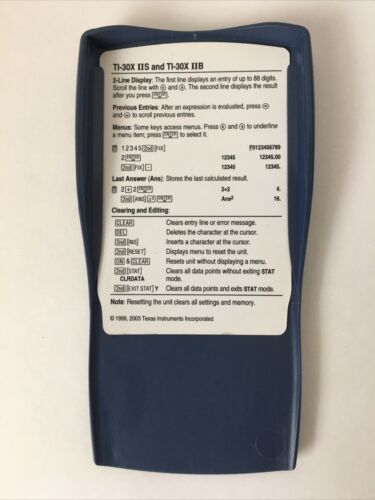 TI-30X IIS and TI-30X IIB
2-Line Display: The first line displays an entry of up to 88 digits.
Scroll the line with ◀ and ▶. The second line displays the result
after you press [ENTER].
Previous Entries: After an expression is evaluated, press ▲
and ▼ to scroll previous entries.
Menus: Some keys access menus. Press ◀ and ▶ to underline
a menu item; press [ENTER] to select it.
12345 [2nd] [FIX] F0123456789
2 [ENTER] 12345 12345.00
[2nd] [FIX] [.] 12345 12345.
Last Answer (Ans): Stores the last calculated result.
2 [+] 2 [ENTER] 2+2 4.
[2nd] [ANS] [x²] [ENTER] Ans² 16.
Clearing and Editing:
[CLEAR] Clears entry line or error message.
[DEL] Deletes the character at the cursor.
[2nd] [INS] Inserts a character at the cursor.
[2nd] [RESET] Displays menu to reset the unit.
[ON] & [CLEAR] Resets unit without displaying a menu.
[2nd] [STAT] Clears all data points without exiting STAT
CLRDATA mode.
[2nd] [EXIT STAT] Y Clears all data points and exits STAT mode.
Note: Resetting the unit clears all settings and memory.
© 1999, 2003 Texas Instruments Incorporated